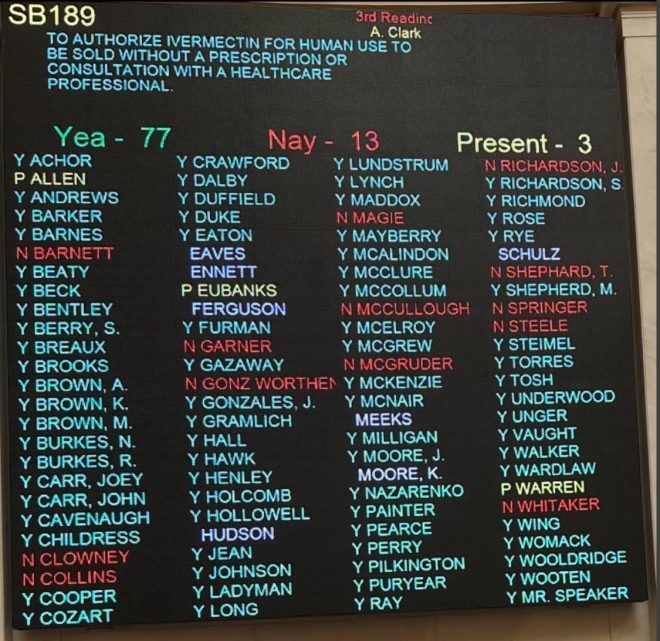 SB189
3rd Reading
A. Clark
TO AUTHORIZE IVERMECTIN FOR HUMAN USE TO
BE SOLD WITHOUT A PRESCRIPTION OR
CONSULTATION WITH A HEALTHCARE
PROFESSIONAL.
Yea - 77 Nay - 13 Present - 3
Y ACHOR
P ALLEN
Y ANDREWS
Y BARKER
Y BARNES
N BARNETT
Y BEATY
Y BECK
Y BENTLEY
Y BERRY, S.
Y BREAUX
Y BROOKS
Y BROWN, A.
Y BROWN, K.
Y BROWN, M.
Y BURKES, N.
Y BURKES, R.
Y CARR, JOEY
Y CARR, JOHN
Y CAVENAUGH
Y CHILDRESS
N CLOWNEY
N COLLINS
Y COOPER
Y COZART
Y CRAWFORD
Y DALBY
Y DUFFIELD
Y DUKE
Y EATON
EAVES
ENNETT
P EUBANKS
FERGUSON
Y FURMAN
N GARNER
Y GAZAWAY
N GONZ WORTHEN
Y GONZALES, J.
Y GRAMLICH
Y HALL
Y HAWK
Y HENLEY
Y HOLCOMB
Y HOLLOWELL
HUDSON
Y JEAN
Y JOHNSON
Y LADYMAN
Y LONG
Y LUNDSTRUM
Y LYNCH
Y MADDOX
N MAGIE
Y MAYBERRY
Y MCALINDON
Y MCCLURE
Y MCCOLLUM
N MCCULLOUGH
Y MCELROY
Y MCGREW
N MCGRUDER
Y MCKENZIE
Y MCNAIR
MEEKS
Y MILLIGAN
Y MOORE, J.
MOORE, K.
Y NAZARENKO
Y PAINTER
Y PEARCE
Y PERRY
Y PILKINGTON
Y PURYEAR
Y RAY
N RICHARDSON, J.
Y RICHARDSON, S.
Y RICHMOND
Y ROSE
Y RYE
SCHULZ
N SHEPHARD, T.
Y SHEPHERD, M.
N SPRINGER
N STEELE
Y STEIMEL
Y TORRES
Y TOSH
Y UNDERWOOD
Y UNGER
Y VAUGHT
Y WALKER
Y WARDLAW
P WARREN
N WHITAKER
Y WING
Y WOMACK
Y WOOLDRIDGE
Y WOOTEN
Y MR. SPEAKER